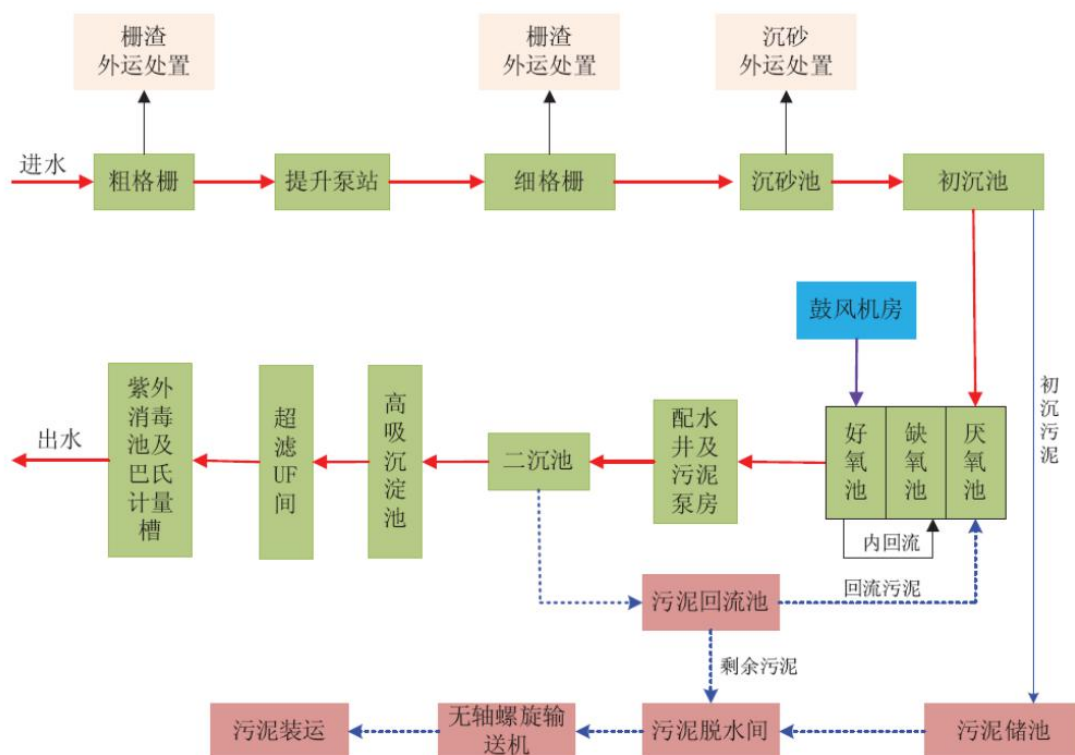 栅渣
外运处置
栅渣
外运处置
沉砂
外运处置
进水
粗格栅
提升泵站
细格栅
沉砂池
初沉池
鼓风机房
初沉污泥
好氧池
缺氧池
厌氧池
内回流
配水
井及
污泥
泵房
二沉池
高吸沉淀池
超滤
UF
间
紫外
消毒
池及
巴氏
计量
槽
出水
污泥回流池
回流污泥
剩余污泥
污泥储池
污泥脱水间
无轴螺旋输
送机
污泥装运